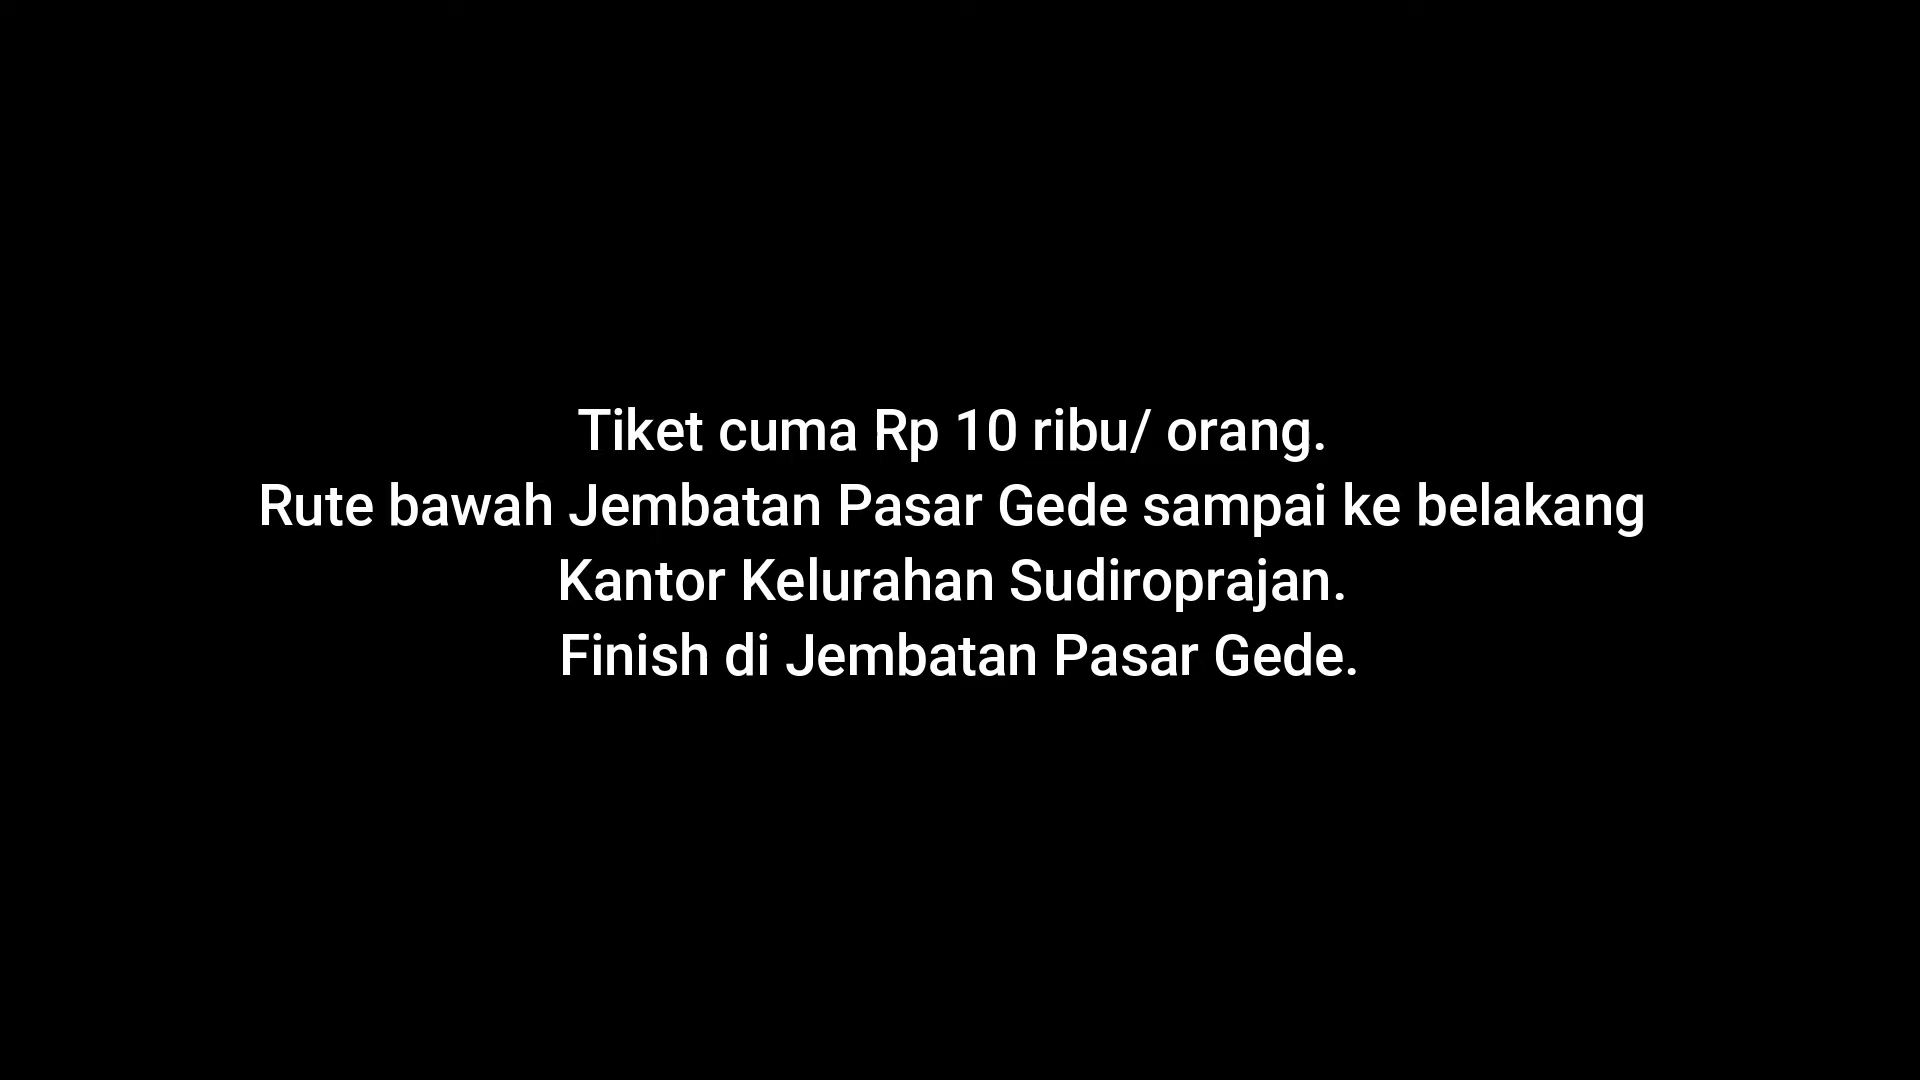 Tiket cuma Rp 10 ribu/ orang.
Rute bawah Jembatan Pasar Gede sampai ke belakang
Kantor Kelurahan Sudiroprajan.
Finish di Jembatan Pasar Gede.